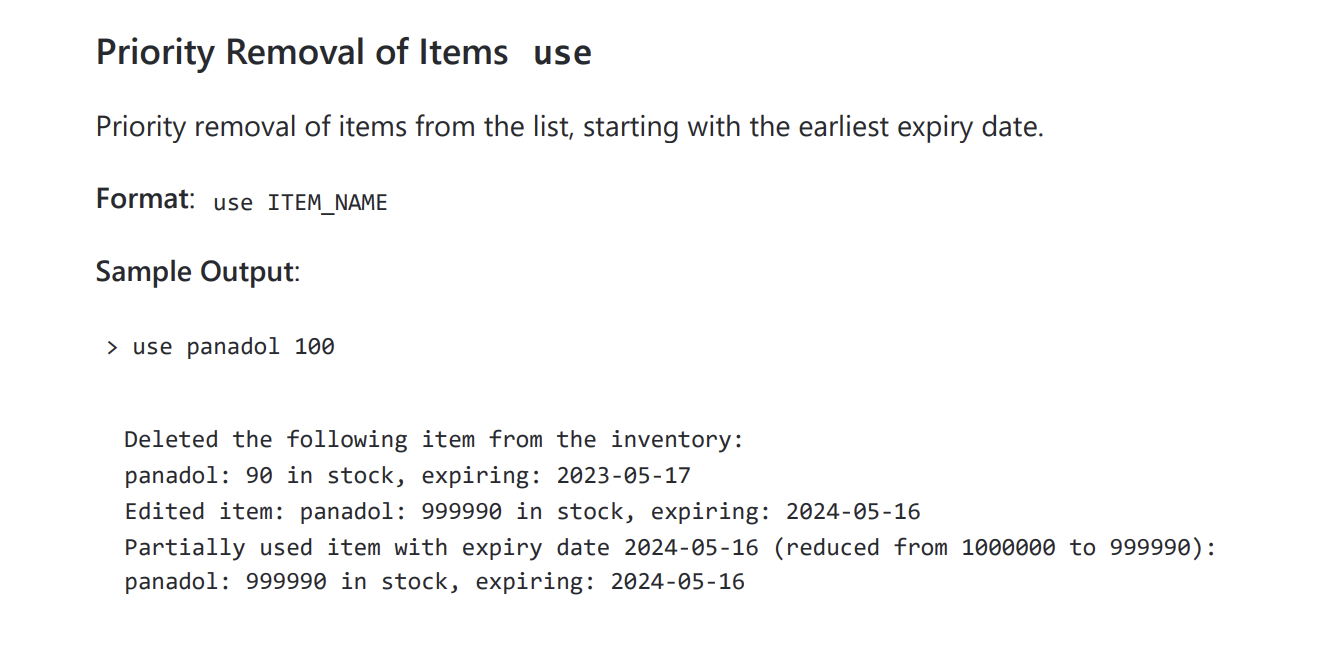 Priority Removal of Items use
Priority removal of items from the list, starting with the earliest expiry date.
Format: use ITEM_NAME
Sample Output:
> use panadol 100
Deleted the following item from the inventory:
panadol: 90 in stock, expiring: 2023-05-17
Edited item: panadol: 999990 in stock, expiring: 2024-05-16
Partially used item with expiry date 2024-05-16 (reduced from 1000000 to 999990):
panadol: 999990 in stock, expiring: 2024-05-16